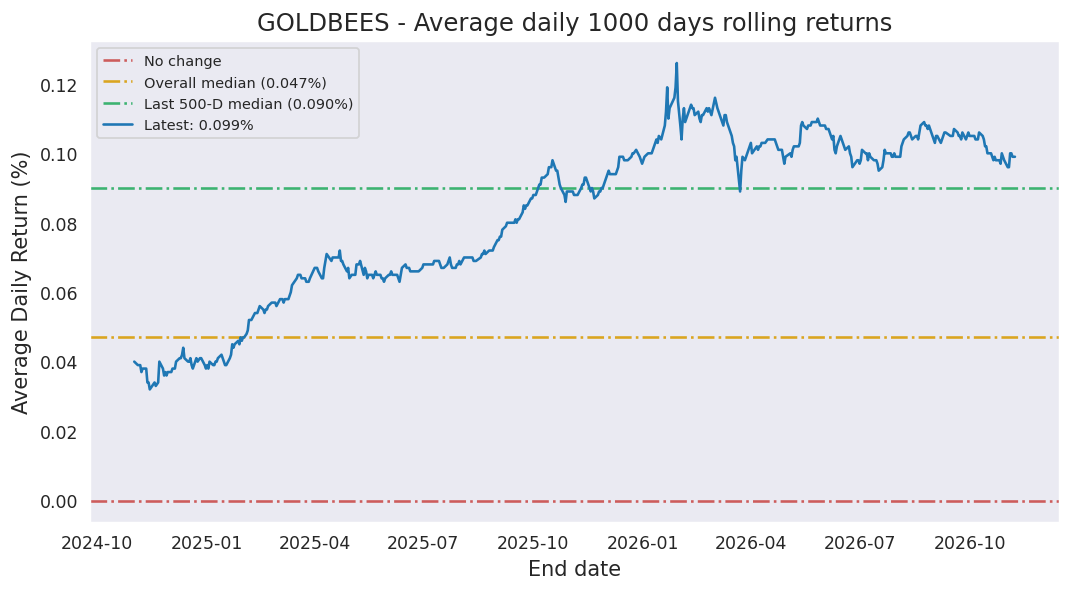 GOLDBEES - Average daily 1000 days rolling returns
No change
Overall median (0.047%)
Last 500-D median (0.090%)
Latest: 0.099%
Average Daily Return (%)
0.12
0.10
0.08
0.06
0.04
0.02
0.00
2024-10 2025-01 2025-04 2025-07 2025-10 2026-01 2026-04 2026-07 2026-10
End date